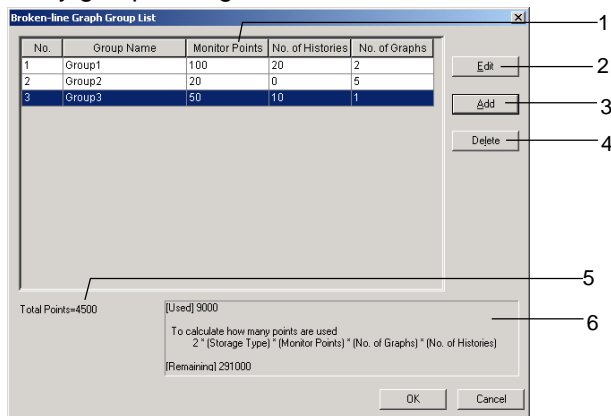 Broken-line Graph Group List
1
No. Group Name Monitor Points No. of Histories No. of Graphs
1 Group1 100 20 2
2 Group2 20 0 5
3 Group3 50 10 1
Edit 2
Add 3
Delete 4
5
Total Points=4500
[Used] 9000
To calculate how many points are used
2 * (Storage Type) * (Monitor Points) * (No. of Graphs) * (No. of Histories)
6
[Remaining] 291000
OK Cancel